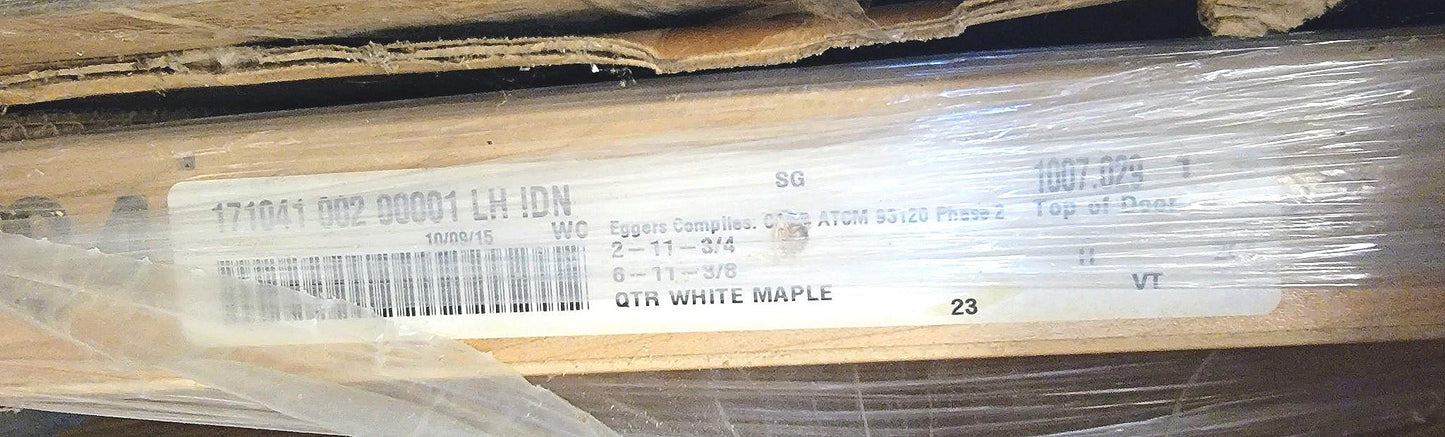 171041 002 00001 LH !DN
10/09/15 WC
SG
Eggers Complies: ATCM 93120 Phase 2
2-11-3/4
6-11-3/8
QTR WHITE MAPLE
23
1007.029 1
Top of Door
VT